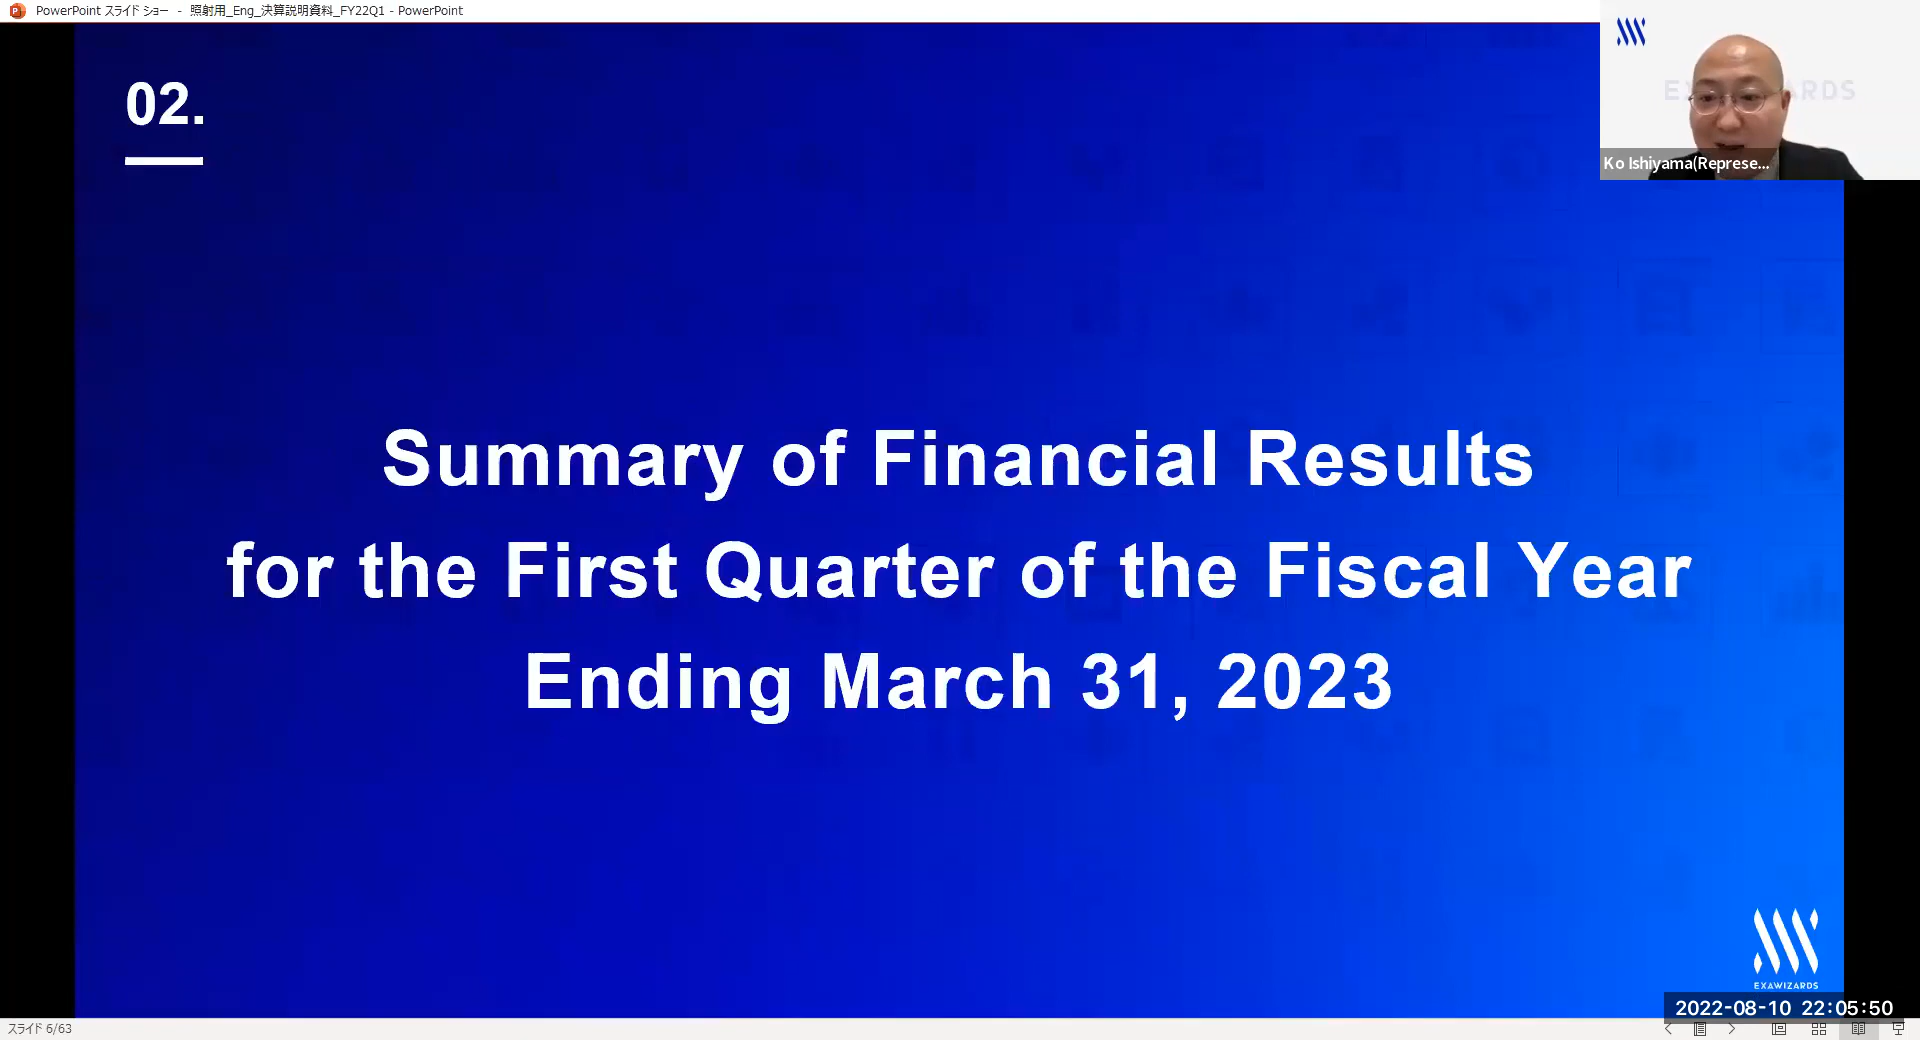 PowerPoint スライド ショー - 照射用_Eng_決算説明資料_FY22Q1 - PowerPoint
02.
Ko Ishiyama(Represe...
Summary of Financial Results
for the First Quarter of the Fiscal Year
Ending March 31, 2023
EXAWIZARDS
2022-08-10 22:05:50
スライド 6/63